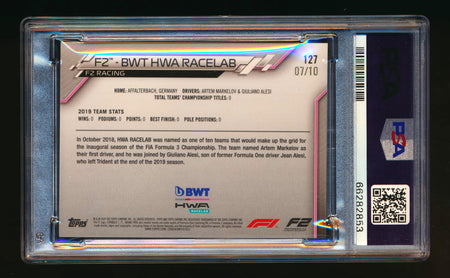 F2™ - BWT HWA RACELAB
F2 RACING
127
07/10
HOME: AFFALTERBACH, GERMANY DRIVERS: ARTEM MARKELOV & GIULIANO ALESI
TOTAL TEAMS' CHAMPIONSHIP TITLES: 0
2019 TEAM STATS
WINS: 0 PODIUMS: 0 POINTS: 0 BEST FINISH: 0 POLE POSITIONS: 0
In October 2018, HWA RACELAB was named as one of ten teams that would make up the grid for
the inaugural season of the FIA Formula 3 Championship. The team named Artem Markelov as
their first driver, and he was joined by Giuliano Alesi, son of former Formula One driver Jean Alesi,
who left Trident at the end of the 2019 season.
BWT
HWA
RACELAB
Topps
F1
F2
PSA
66282853